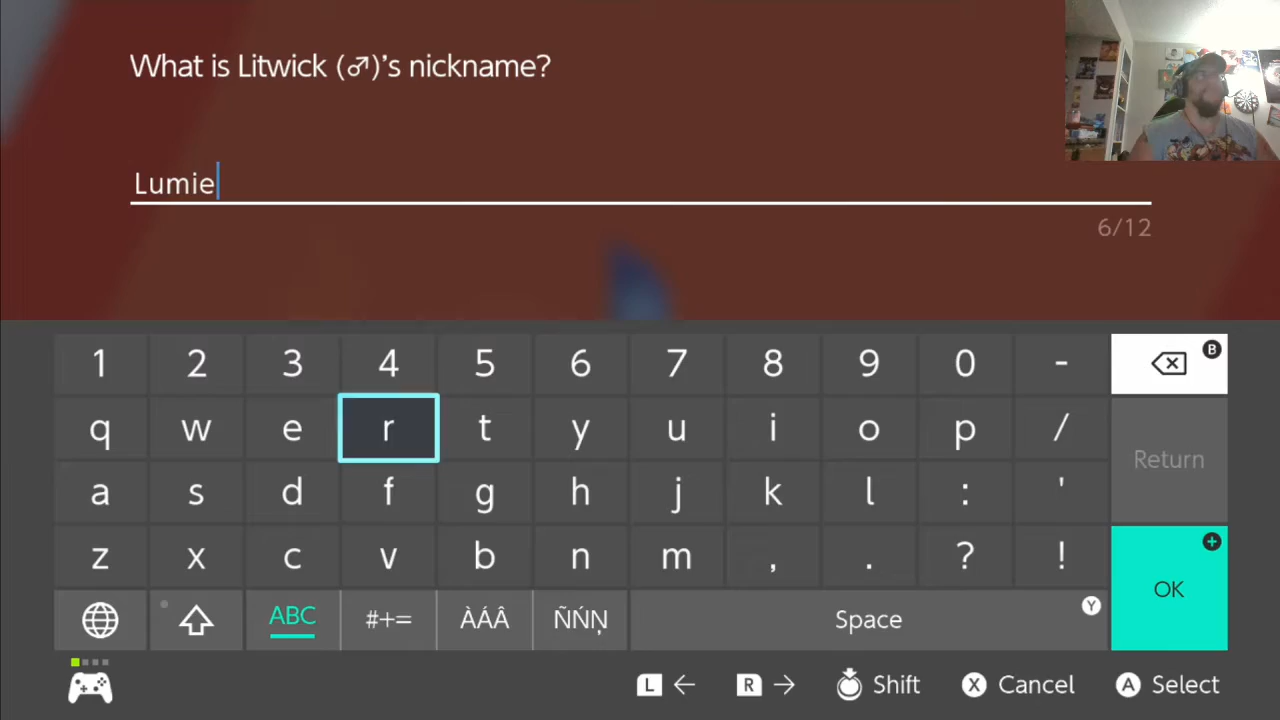 What is Litwick (♂)'s nickname?
Lumie
6/12
1 2 3 4 5 6 7 8 9 0 -
B
q w e r t y u i o p /
Return
a s d f g h j k l : '
z x c v b n m , . ? !
+
OK
ABC #+= ÀÁÂ ÑŃŅ Space Y
L ← R → Shift X Cancel A Select